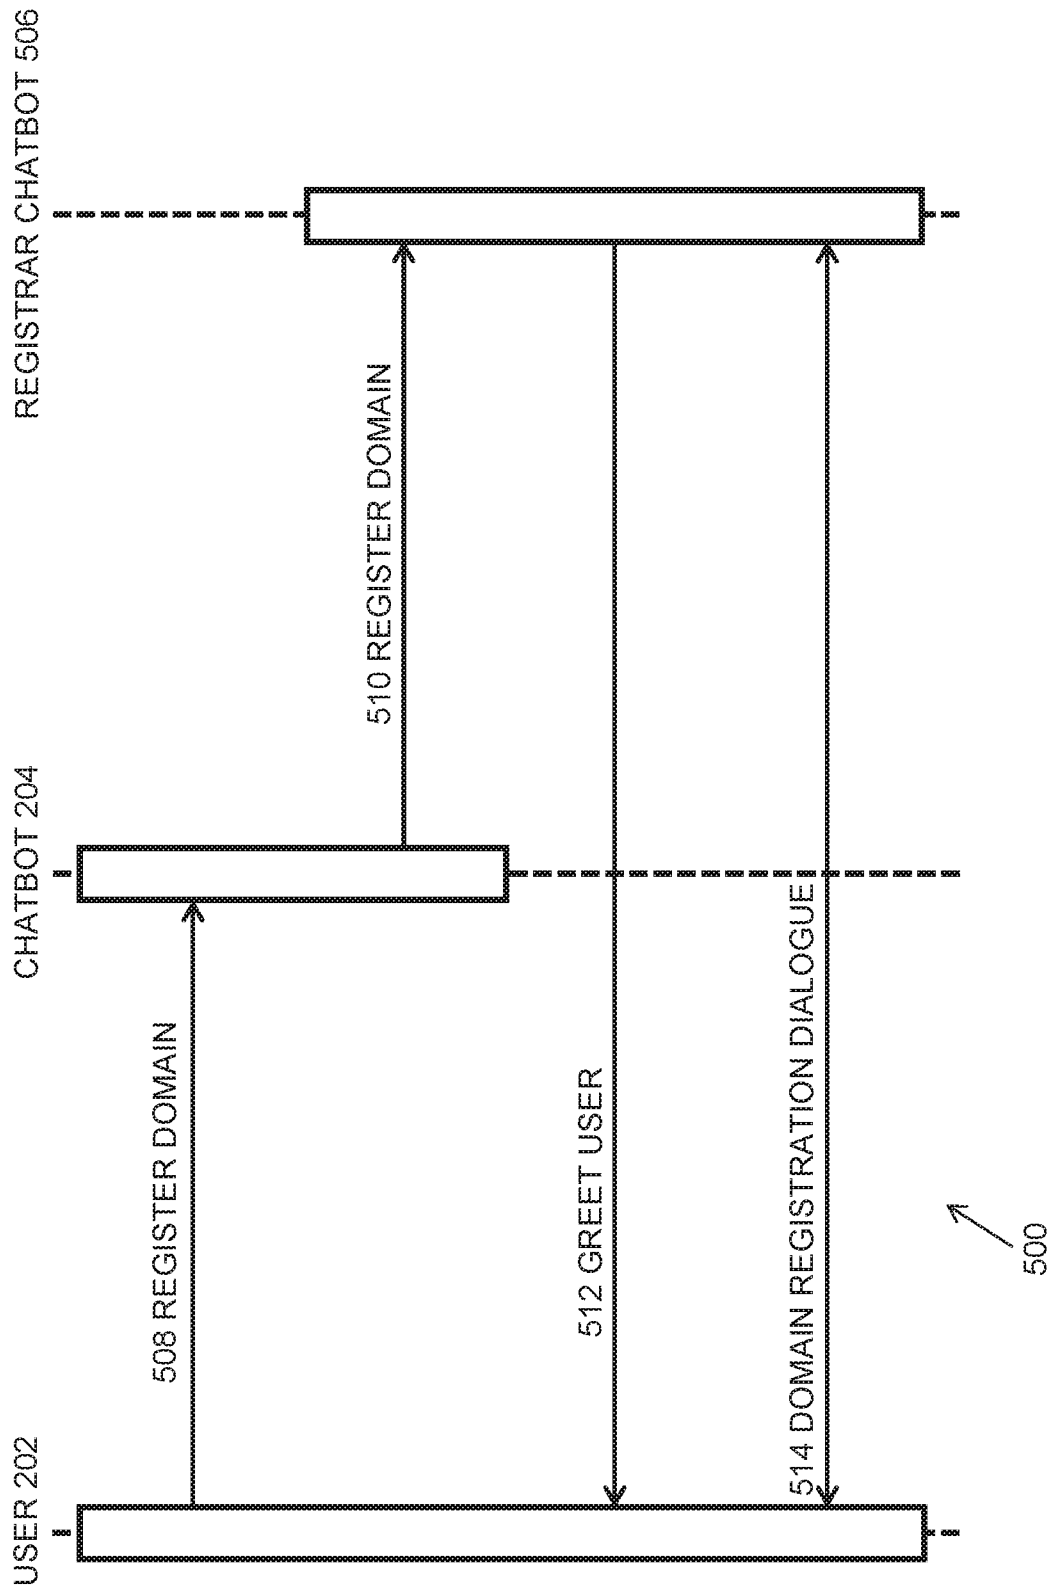 USER 202
CHATBOT 204
REGISTRAR CHATBOT 506
508 REGISTER DOMAIN
510 REGISTER DOMAIN
512 GREET USER
514 DOMAIN REGISTRATION DIALOGUE
500